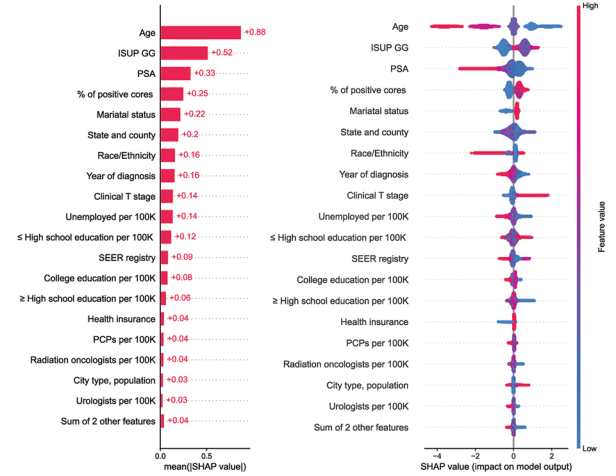 Age
+0.88
ISUP GG
+0.52
PSA
+0.33
% of positive cores
+0.25
Mariatal status
+0.22
State and county
+0.2
Race/Ethnicity
+0.16
Year of diagnosis
+0.16
Clinical T stage
+0.14
Unemployed per 100K
+0.14
≤ High school education per 100K
+0.12
SEER registry
+0.09
College education per 100K
+0.08
≥ High school education per 100K
+0.06
Health insurance
+0.04
PCPs per 100K
+0.04
Radiation oncologists per 100K
+0.04
City type, population
+0.03
Urologists per 100K
+0.03
Sum of 2 other features
+0.04
0.0
0.5
mean(|SHAP value|)
Age
ISUP GG
PSA
% of positive cores
Mariatal status
State and county
Race/Ethnicity
Year of diagnosis
Clinical T stage
Unemployed per 100K
≤ High school education per 100K
SEER registry
College education per 100K
≥ High school education per 100K
Health insurance
PCPs per 100K
Radiation oncologists per 100K
City type, population
Urologists per 100K
Sum of 2 other features
−4
−2
0
2
SHAP value (impact on model output)
High
Feature value
Low